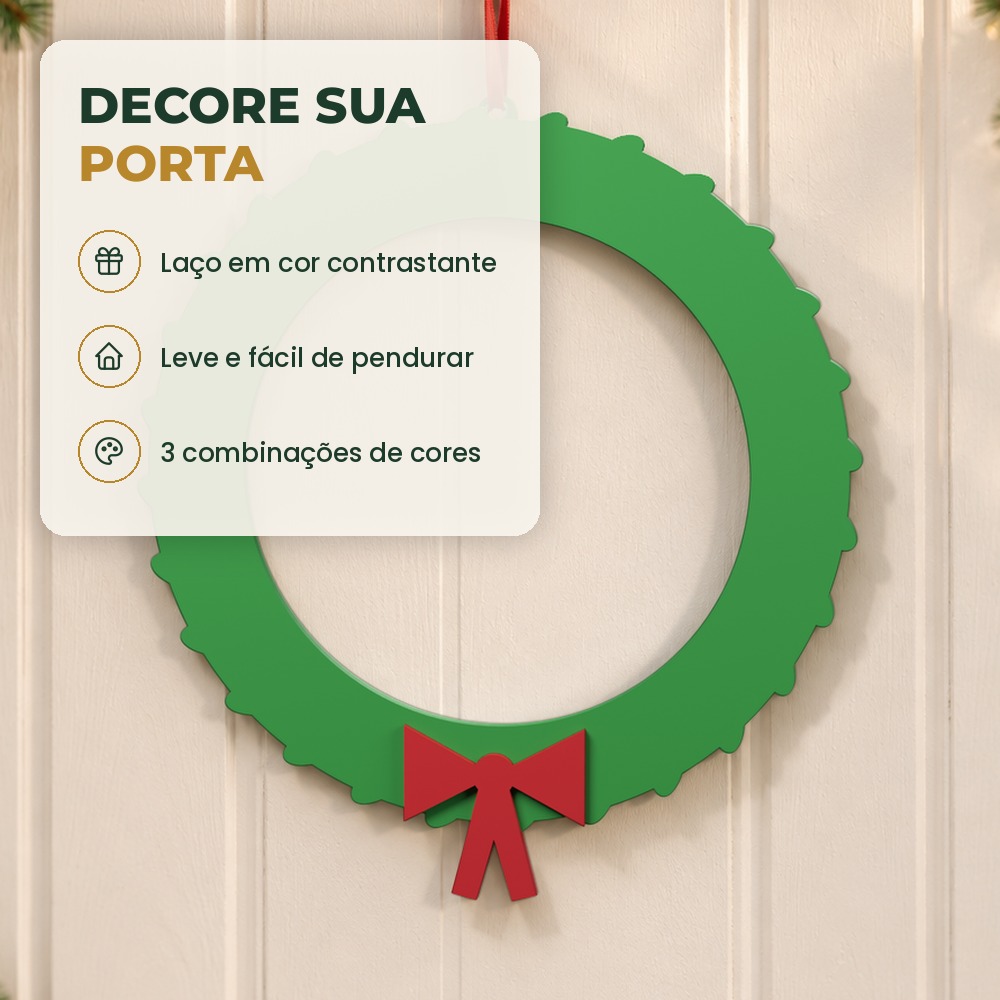 DECORE SUA
PORTA
Laço em cor contrastante
Leve e fácil de pendurar
3 combinações de cores